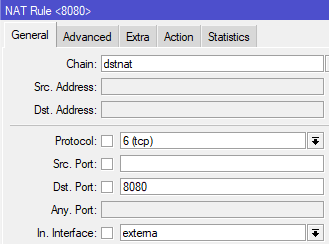 NAT Rule <8080>
General Advanced Extra Action Statistics
Chain: dstnat
Src. Address:
Dst. Address:
Protocol: 6 (tcp)
Src. Port:
Dst. Port: 8080
Any. Port:
In. Interface: externa